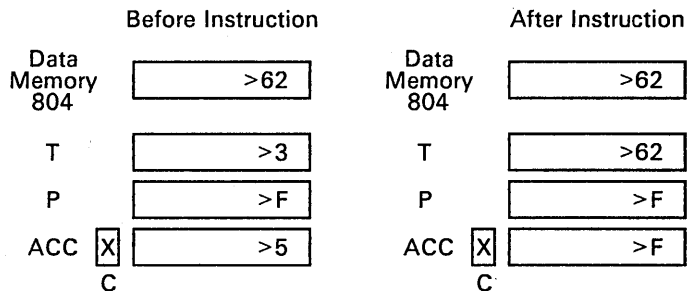 Before Instruction After Instruction
Data Memory 804 >62 Data Memory 804 >62
T >3 T >62
P >F P >F
ACC X >5 ACC X >F
C C